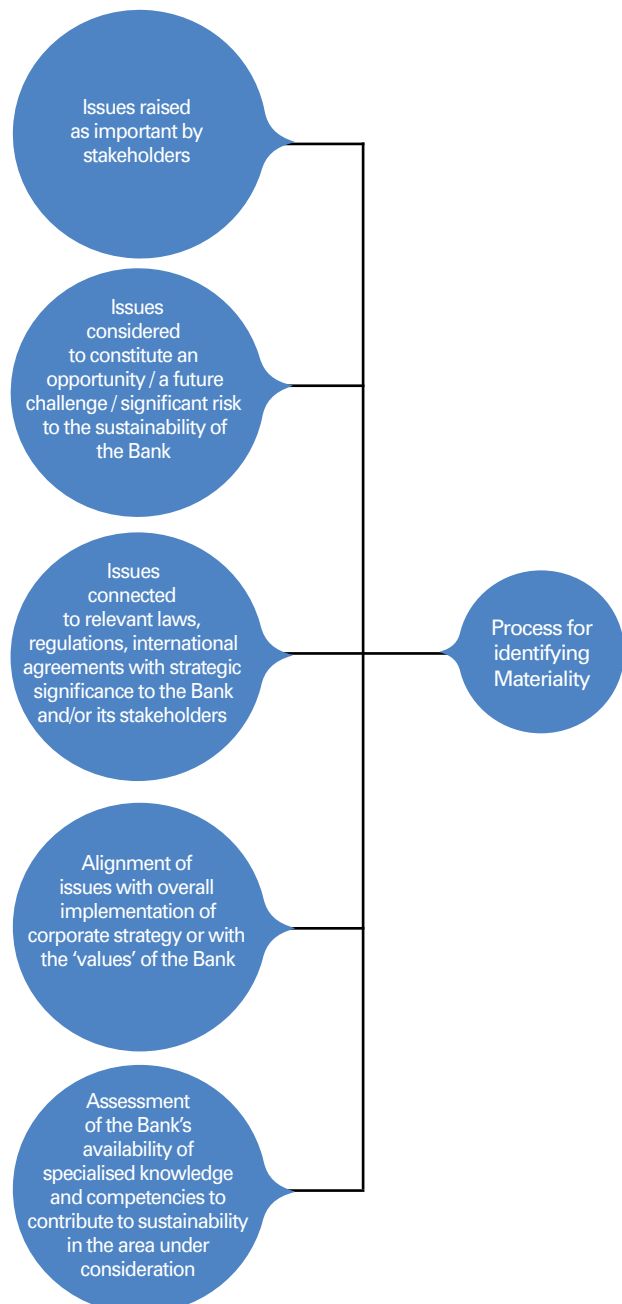 Issues raised
as important by
stakeholders
Issues
considered
to constitute an
opportunity / a future
challenge / significant risk
to the sustainability of
the Bank
Issues
connected
to relevant laws,
regulations, international
agreements with strategic
significance to the Bank
and/or its stakeholders
Process for
identifying
Materiality
Alignment of
issues with overall
implementation of
corporate strategy or with
the ‘values’ of the Bank
Assessment
of the Bank’s
availability of
specialised knowledge
and competencies to
contribute to sustainability
in the area under
consideration